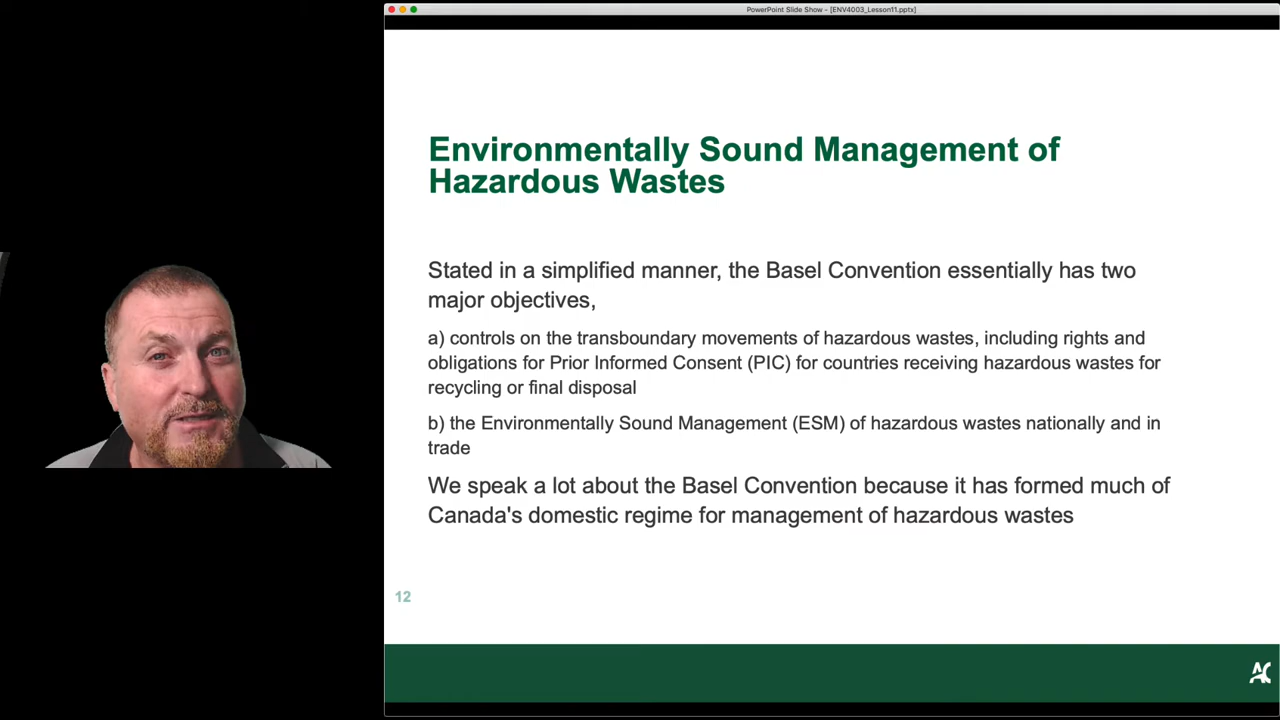 PowerPoint Slide Show - [ENV4003_Lesson11.pptx]
Environmentally Sound Management of
Hazardous Wastes
Stated in a simplified manner, the Basel Convention essentially has two
major objectives,
a) controls on the transboundary movements of hazardous wastes, including rights and
obligations for Prior Informed Consent (PIC) for countries receiving hazardous wastes for
recycling or final disposal
b) the Environmentally Sound Management (ESM) of hazardous wastes nationally and in
trade
We speak a lot about the Basel Convention because it has formed much of
Canada's domestic regime for management of hazardous wastes
12
AC